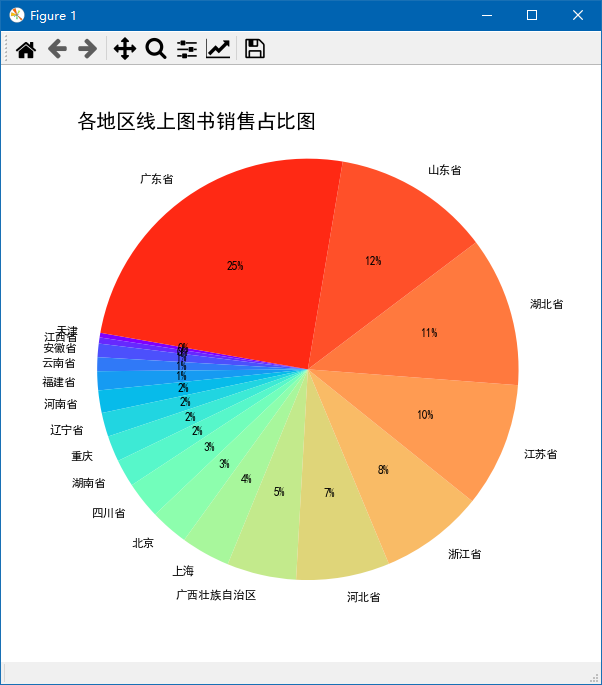 Figure 1
各地区线上图书销售占比图
广东省
山东省
湖北省
江苏省
浙江省
河北省
广西壮族自治区
上海
北京
四川省
湖南省
重庆
辽宁省
河南省
福建省
云南省
安徽省
江西省
天津
25%
12%
11%
10%
8%
7%
5%
4%
3%
3%
2%
2%
2%
2%
1%
1%